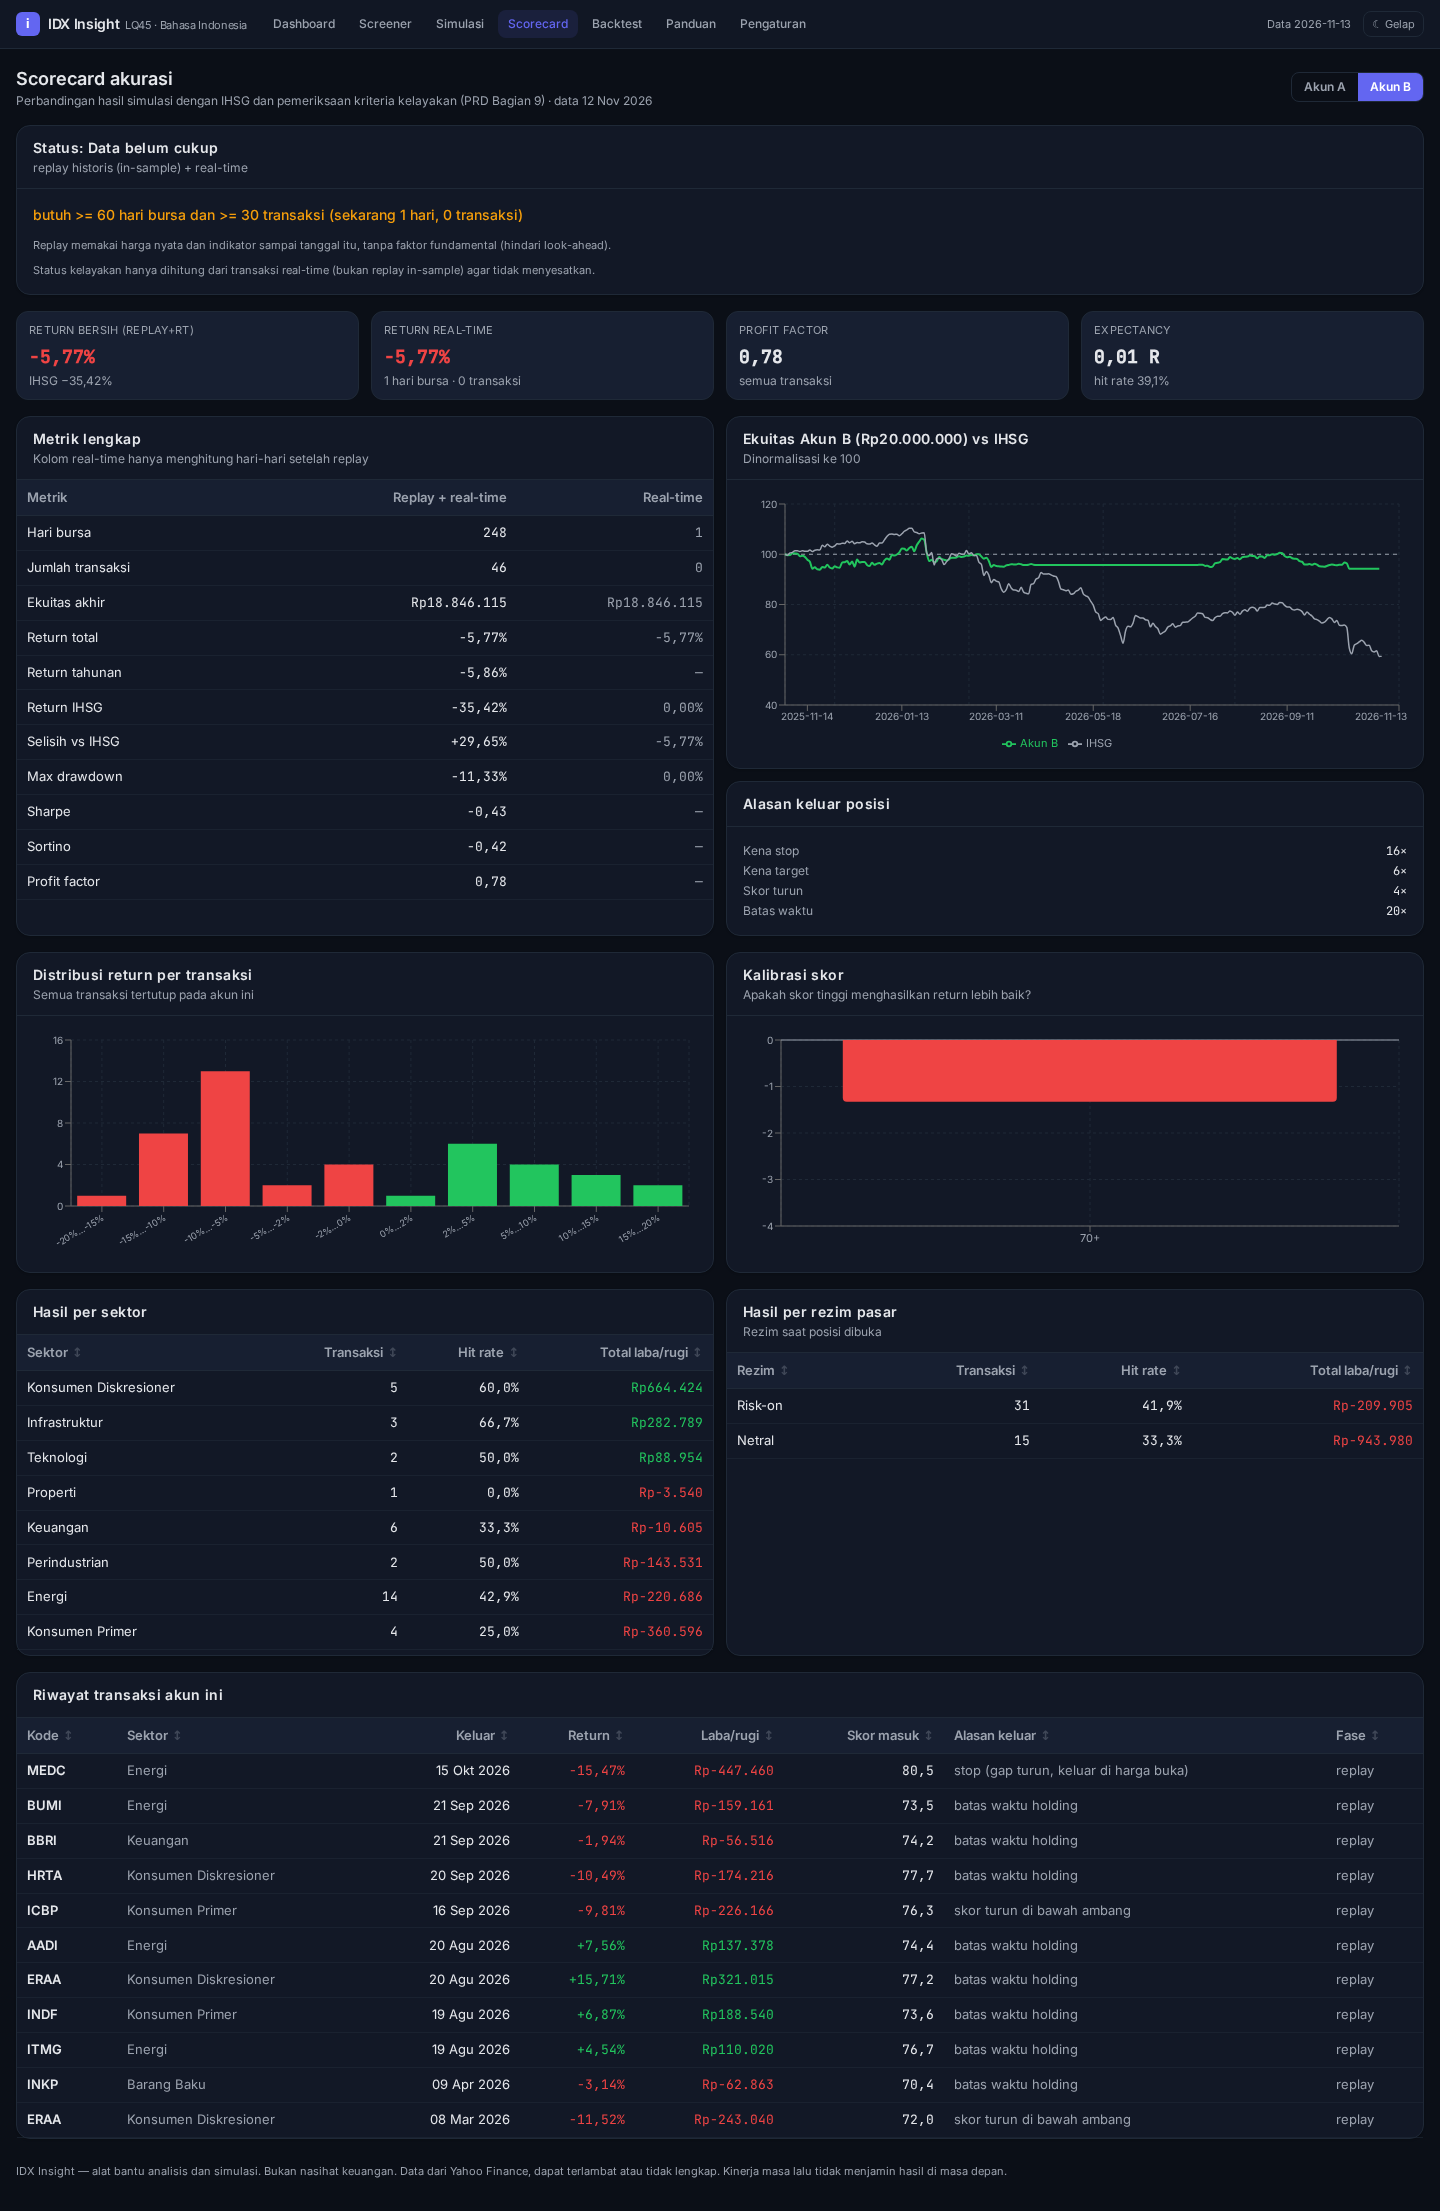 i IDX Insight LQ45 · Bahasa Indonesia Dashboard Screener Simulasi Scorecard Backtest Panduan Pengaturan Data 2026-11-13 ☾ Gelap
Scorecard akurasi
Perbandingan hasil simulasi dengan IHSG dan pemeriksaan kriteria kelayakan (PRD Bagian 9) · data 12 Nov 2026
Akun A Akun B
Status: Data belum cukup
replay historis (in-sample) + real-time
butuh >= 60 hari bursa dan >= 30 transaksi (sekarang 1 hari, 0 transaksi)
Replay memakai harga nyata dan indikator sampai tanggal itu, tanpa faktor fundamental (hindari look-ahead).
Status kelayakan hanya dihitung dari transaksi real-time (bukan replay in-sample) agar tidak menyesatkan.
RETURN BERSIH (REPLAY+RT)
-5,77%
IHSG −35,42%
RETURN REAL-TIME
-5,77%
1 hari bursa · 0 transaksi
PROFIT FACTOR
0,78
semua transaksi
EXPECTANCY
0,01 R
hit rate 39,1%
Metrik lengkap
Kolom real-time hanya menghitung hari-hari setelah replay
Metrik Replay + real-time Real-time
Hari bursa 248 1
Jumlah transaksi 46 0
Ekuitas akhir Rp18.846.115 Rp18.846.115
Return total -5,77% -5,77%
Return tahunan -5,86% —
Return IHSG -35,42% 0,00%
Selisih vs IHSG +29,65% -5,77%
Max drawdown -11,33% 0,00%
Sharpe -0,43 —
Sortino -0,42 —
Profit factor 0,78 —
Ekuitas Akun B (Rp20.000.000) vs IHSG
Dinormalisasi ke 100
120
100
80
60
40
2025-11-14 2026-01-13 2026-03-11 2026-05-18 2026-07-16 2026-09-11 2026-11-13
Akun B IHSG
Alasan keluar posisi
Kena stop 16×
Kena target 6×
Skor turun 4×
Batas waktu 20×
Distribusi return per transaksi
Semua transaksi tertutup pada akun ini
16
12
8
4
0
-20%…-15% -15%…-10% -10%…-5% -5%…-2% -2%…0% 0%…2% 2%…5% 5%…10% 10%…15% 15%…20%
Kalibrasi skor
Apakah skor tinggi menghasilkan return lebih baik?
0
-1
-2
-3
-4
70+
Hasil per sektor
Sektor ↕ Transaksi ↕ Hit rate ↕ Total laba/rugi ↕
Konsumen Diskresioner 5 60,0% Rp664.424
Infrastruktur 3 66,7% Rp282.789
Teknologi 2 50,0% Rp88.954
Properti 1 0,0% Rp-3.540
Keuangan 6 33,3% Rp-10.605
Perindustrian 2 50,0% Rp-143.531
Energi 14 42,9% Rp-220.686
Konsumen Primer 4 25,0% Rp-360.596
Hasil per rezim pasar
Rezim saat posisi dibuka
Rezim ↕ Transaksi ↕ Hit rate ↕ Total laba/rugi ↕
Risk-on 31 41,9% Rp-209.905
Netral 15 33,3% Rp-943.980
Riwayat transaksi akun ini
Kode ↕ Sektor ↕ Keluar ↕ Return ↕ Laba/rugi ↕ Skor masuk ↕ Alasan keluar ↕ Fase ↕
MEDC Energi 15 Okt 2026 -15,47% Rp-447.460 80,5 stop (gap turun, keluar di harga buka) replay
BUMI Energi 21 Sep 2026 -7,91% Rp-159.161 73,5 batas waktu holding replay
BBRI Keuangan 21 Sep 2026 -1,94% Rp-56.516 74,2 batas waktu holding replay
HRTA Konsumen Diskresioner 20 Sep 2026 -10,49% Rp-174.216 77,7 batas waktu holding replay
ICBP Konsumen Primer 16 Sep 2026 -9,81% Rp-226.166 76,3 skor turun di bawah ambang replay
AADI Energi 20 Agu 2026 +7,56% Rp137.378 74,4 batas waktu holding replay
ERAA Konsumen Diskresioner 20 Agu 2026 +15,71% Rp321.015 77,2 batas waktu holding replay
INDF Konsumen Primer 19 Agu 2026 +6,87% Rp188.540 73,6 batas waktu holding replay
ITMG Energi 19 Agu 2026 +4,54% Rp110.020 76,7 batas waktu holding replay
INKP Barang Baku 09 Apr 2026 -3,14% Rp-62.863 70,4 batas waktu holding replay
ERAA Konsumen Diskresioner 08 Mar 2026 -11,52% Rp-243.040 72,0 skor turun di bawah ambang replay
IDX Insight — alat bantu analisis dan simulasi. Bukan nasihat keuangan. Data dari Yahoo Finance, dapat terlambat atau tidak lengkap. Kinerja masa lalu tidak menjamin hasil di masa depan.